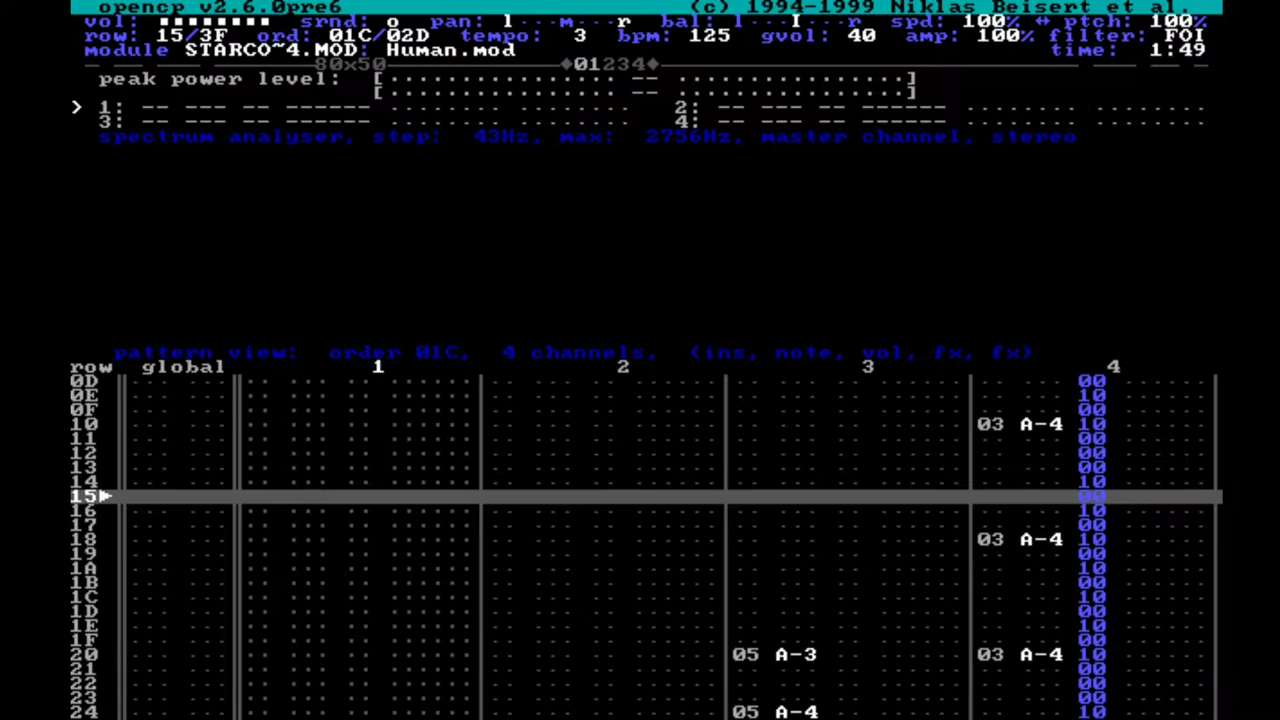 opencp v2.6.0pre6 (c) 1994-1999 Niklas Beisert et al.
vol: srnd: o pan: l···m···r bal: l···I···r spd: 100% ↔ ptch: 100%
row: 15/3F ord: 01C/02D tempo: 3 bpm: 125 gvol: 40 amp: 100% filter: FOI
module STARCO~4.MOD: Human.mod time: 1:49
80x50 ◆01234◆
peak power level: [ -- ]
[ -- ]
> 1: -- --- -- ------ 2: -- --- -- ------
3: -- --- -- ------ 4: -- --- -- ------
spectrum analyser, step: 43Hz, max: 2756Hz, master channel, stereo
pattern view: order 01C, 4 channels, (ins, note, vol, fx, fx)
row global 1 2 3 4
0D 00
0E 10
0F 00
10 03 A-4 10
11 00
12 00
13 00
14 10
15► 00
16 10
17 00
18 03 A-4 10
19 00
1A 10
1B 00
1C 10
1D 00
1E 10
1F 00
20 05 A-3 03 A-4 10
21 00
22 00
23 00
24 05 A-4 10